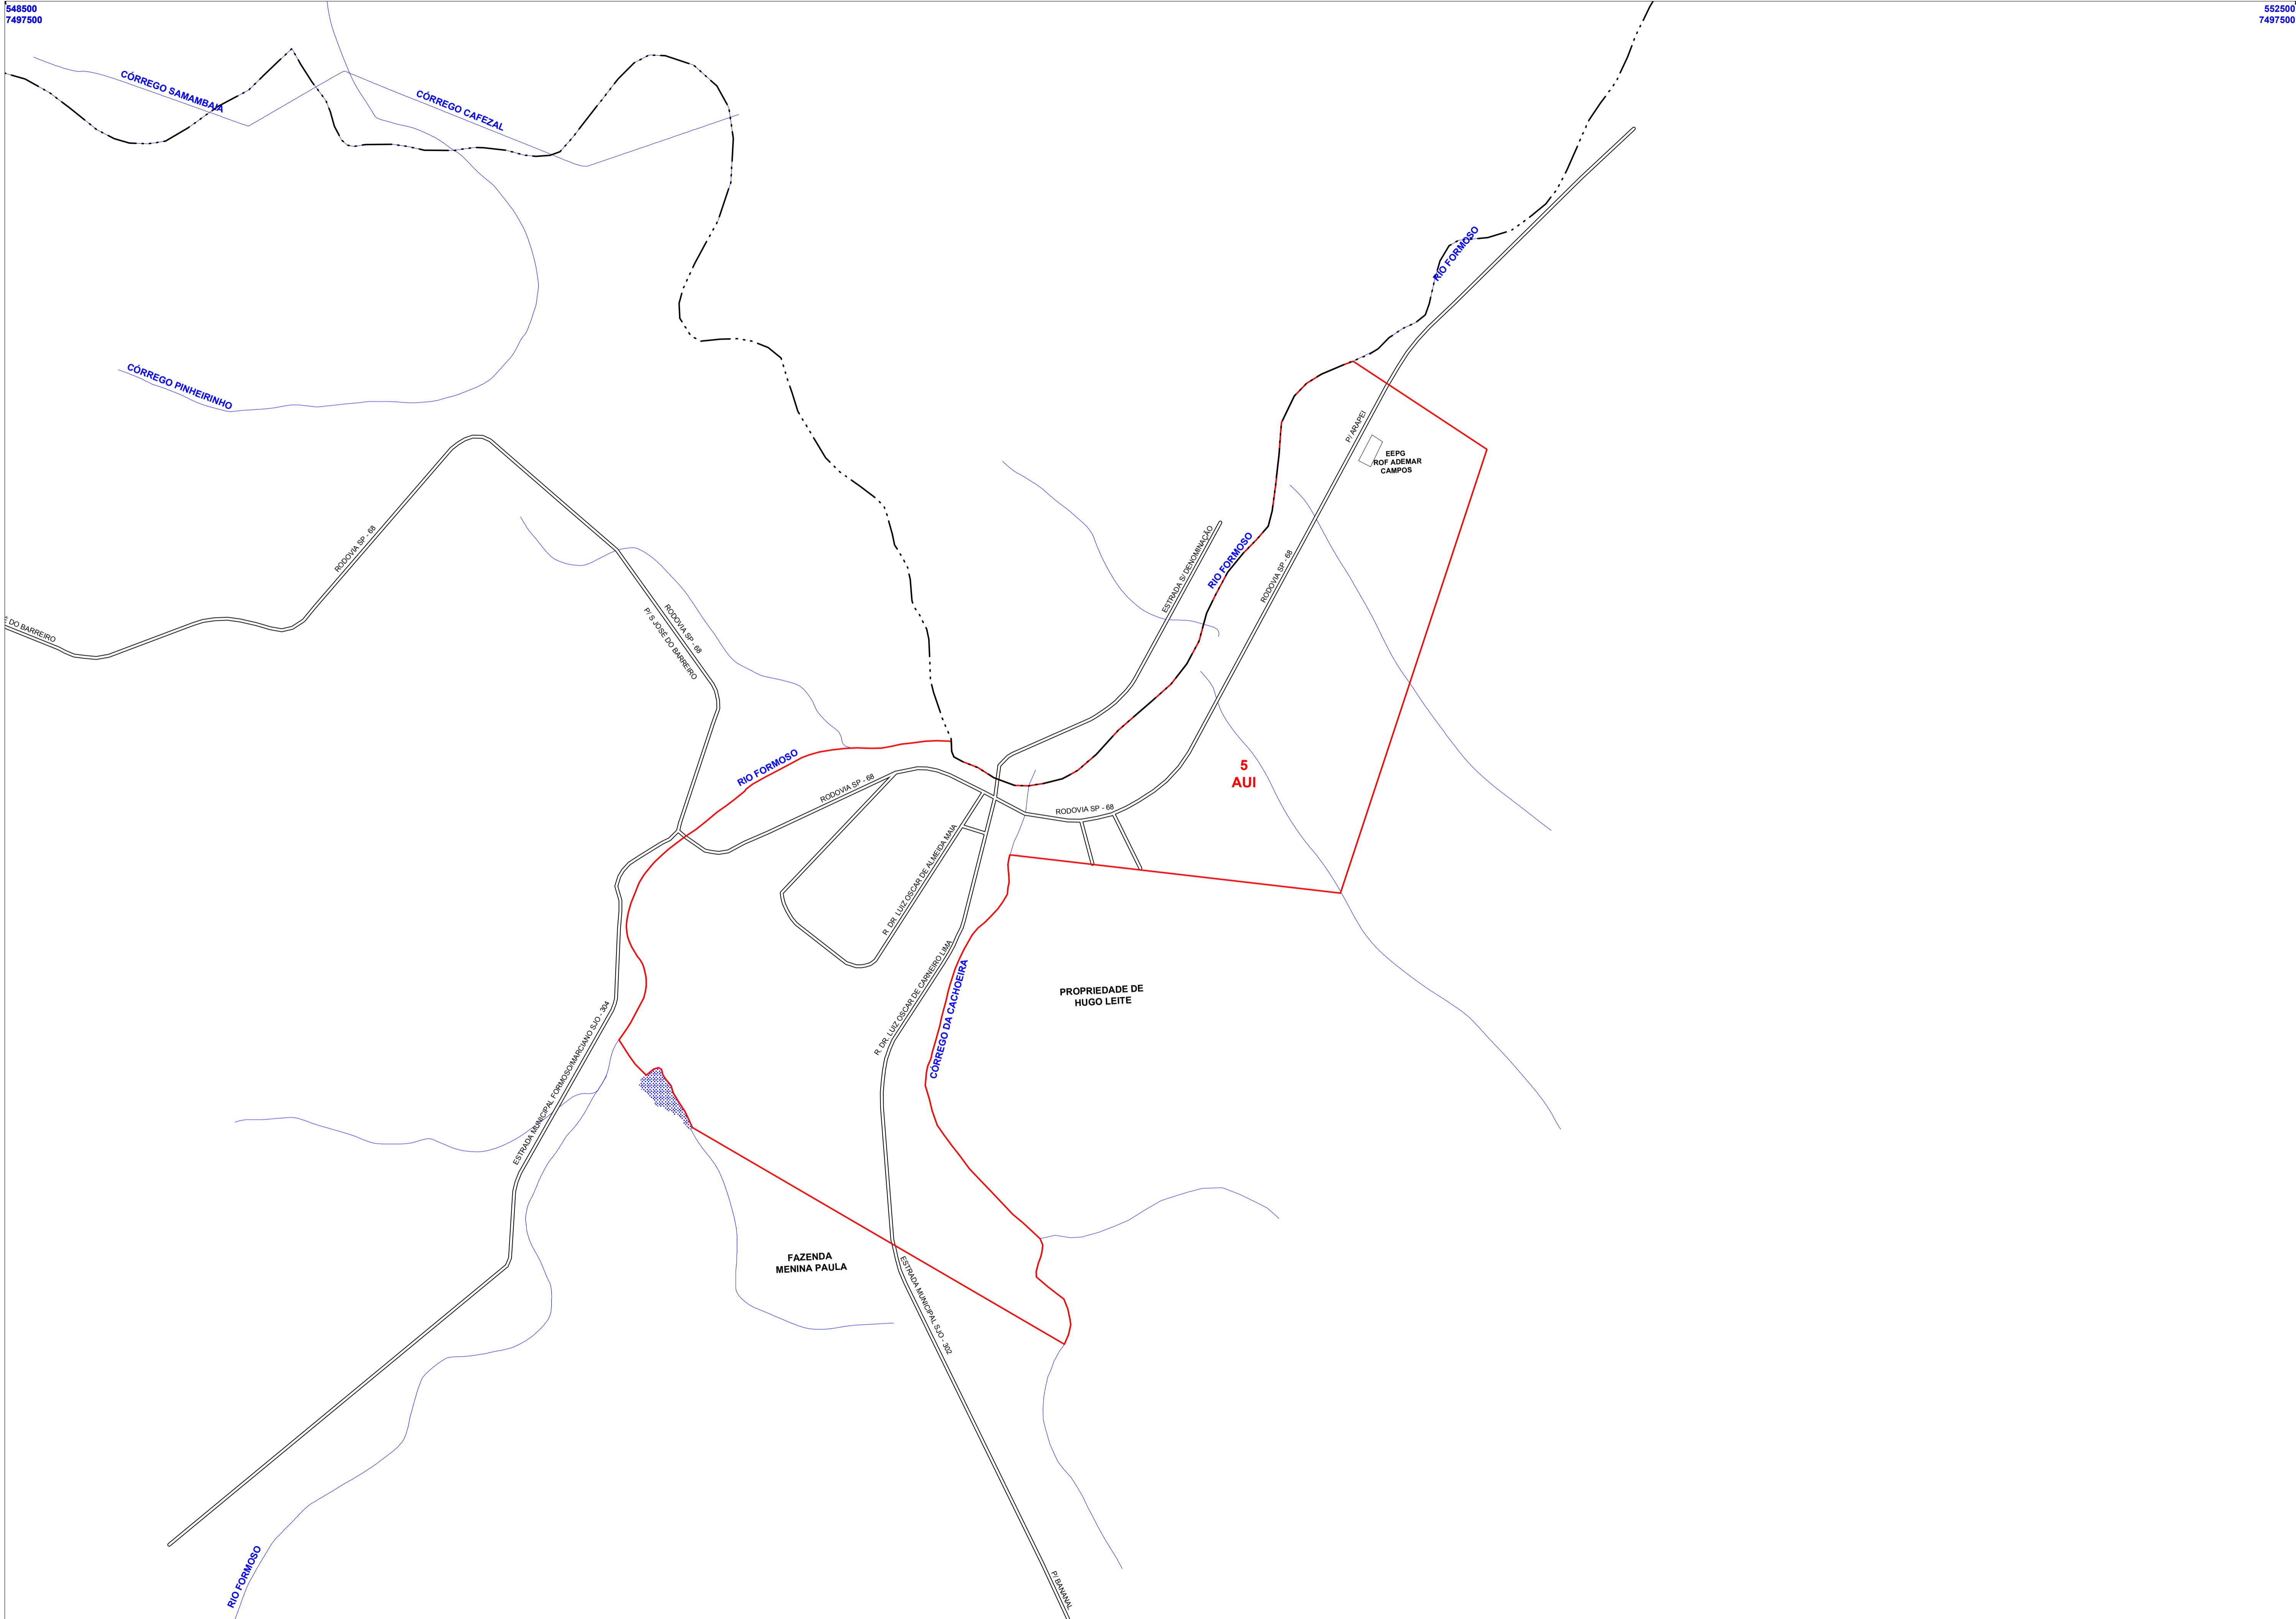 548500
7497500
552500
7497500
CÓRREGO SAMAMBAIA
CÓRREGO CAFEZAL
RIO FORMOSO
CÓRREGO PINHEIRINHO
P/ ARAPEI
EEPG
ROF ADEMAR
CAMPOS
RODOVIA SP - 68
ESTRADA S/ DENOMINAÇÃO
RIO FORMOSO
RODOVIA SP - 68
RODOVIA SP - 68
P/ S JOSÉ DO BARREIRO
É DO BARREIRO
RIO FORMOSO
RODOVIA SP - 68
5
AUI
RODOVIA SP - 68
R. DR. LUIZ OSCAR DE ALMEIDA MAIA
R. DR. LUIZ OSCAR DE CARNEIRO LIMA
CÓRREGO DA CACHOEIRA
PROPRIEDADE DE
HUGO LEITE
ESTRADA MUNICIPAL FORMOSO/MARCIANO SJO - 304
FAZENDA
MENINA PAULA
ESTRADA MUNICIPAL SJO - 302
RIO FORMOSO
P/ BANANAL